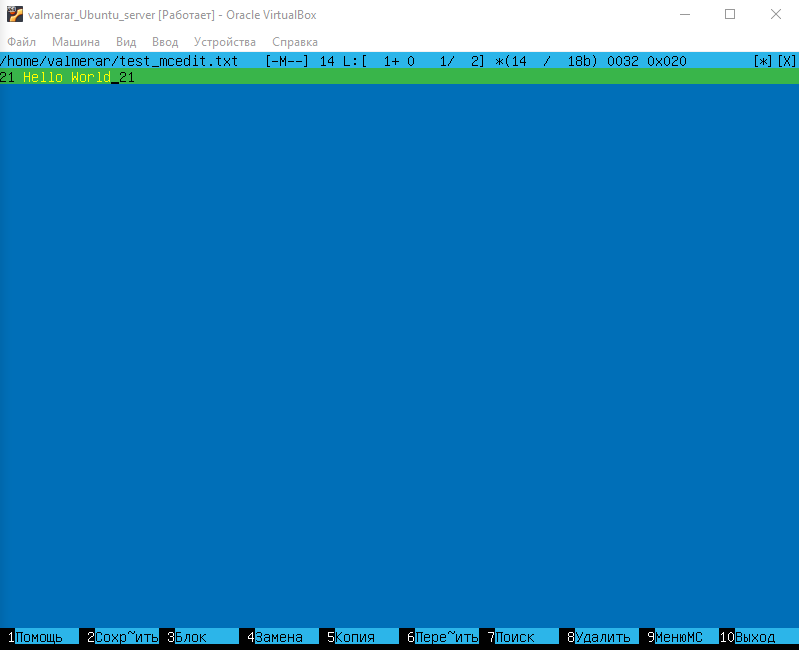 valmerar_Ubuntu_server [Работает] - Oracle VirtualBox
Файл Машина Вид Ввод Устройства Справка
/home/valmerar/test_mcedit.txt [-M--] 14 L:[ 1+ 0 1/ 2] *(14 / 18b) 0032 0x020 [*][X]
21 Hello World_21
1Помощь 2Сохр~ить 3Блок 4Замена 5Копия 6Пере~ить 7Поиск 8Удалить 9МенюMC 10Выход